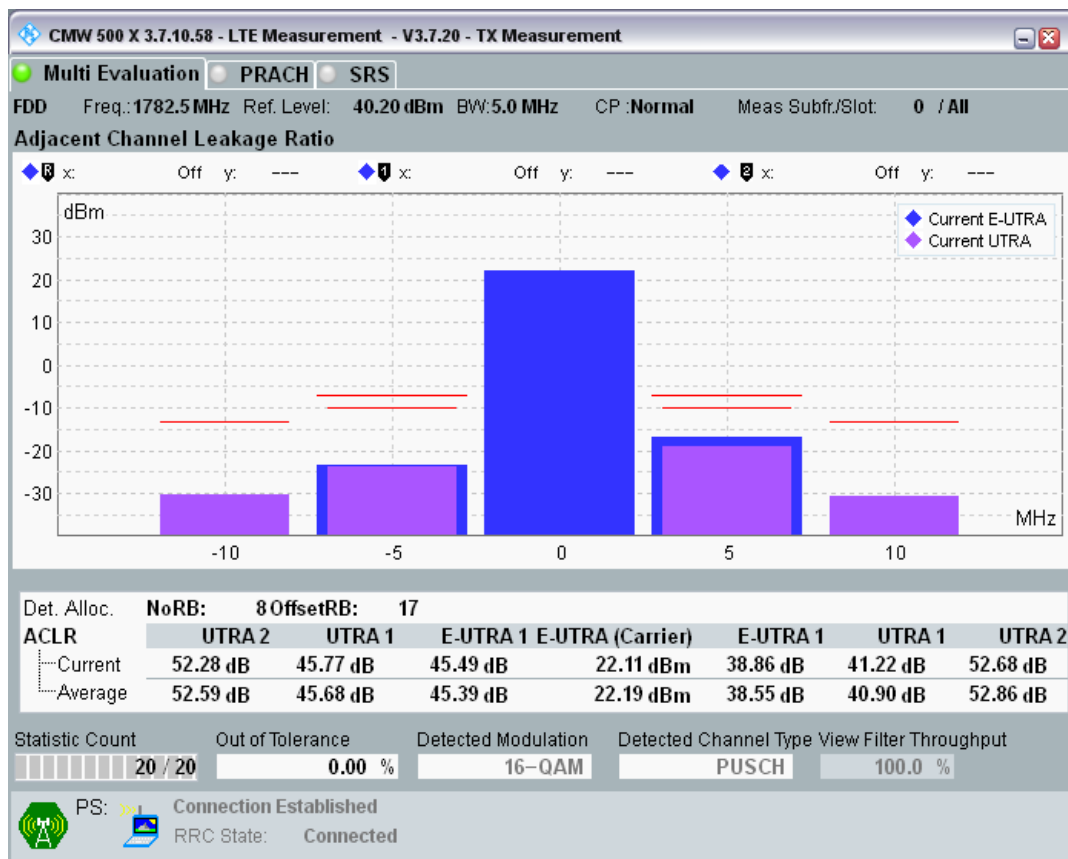 CMW 500 X 3.7.10.58 - LTE Measurement - V3.7.20 - TX Measurement
Multi Evaluation PRACH SRS
FDD Freq.:1782.5 MHz Ref. Level: 40.20 dBm BW:5.0 MHz CP :Normal Meas Subfr./Slot: 0 / All
Adjacent Channel Leakage Ratio
R x: Off y: --- 1 x: Off y: --- 2 x: Off y: ---
dBm
Current E-UTRA
Current UTRA
30
20
10
0
-10
-20
-30
MHz
-10 -5 0 5 10
Det. Alloc. NoRB: 8 OffsetRB: 17
ACLR UTRA 2 UTRA 1 E-UTRA 1 E-UTRA (Carrier) E-UTRA 1 UTRA 1 UTRA 2
Current 52.28 dB 45.77 dB 45.49 dB 22.11 dBm 38.86 dB 41.22 dB 52.68 dB
Average 52.59 dB 45.68 dB 45.39 dB 22.19 dBm 38.55 dB 40.90 dB 52.86 dB
Statistic Count Out of Tolerance Detected Modulation Detected Channel Type View Filter Throughput
20 / 20 0.00 % 16-QAM PUSCH 100.0 %
PS: Connection Established
RRC State: Connected